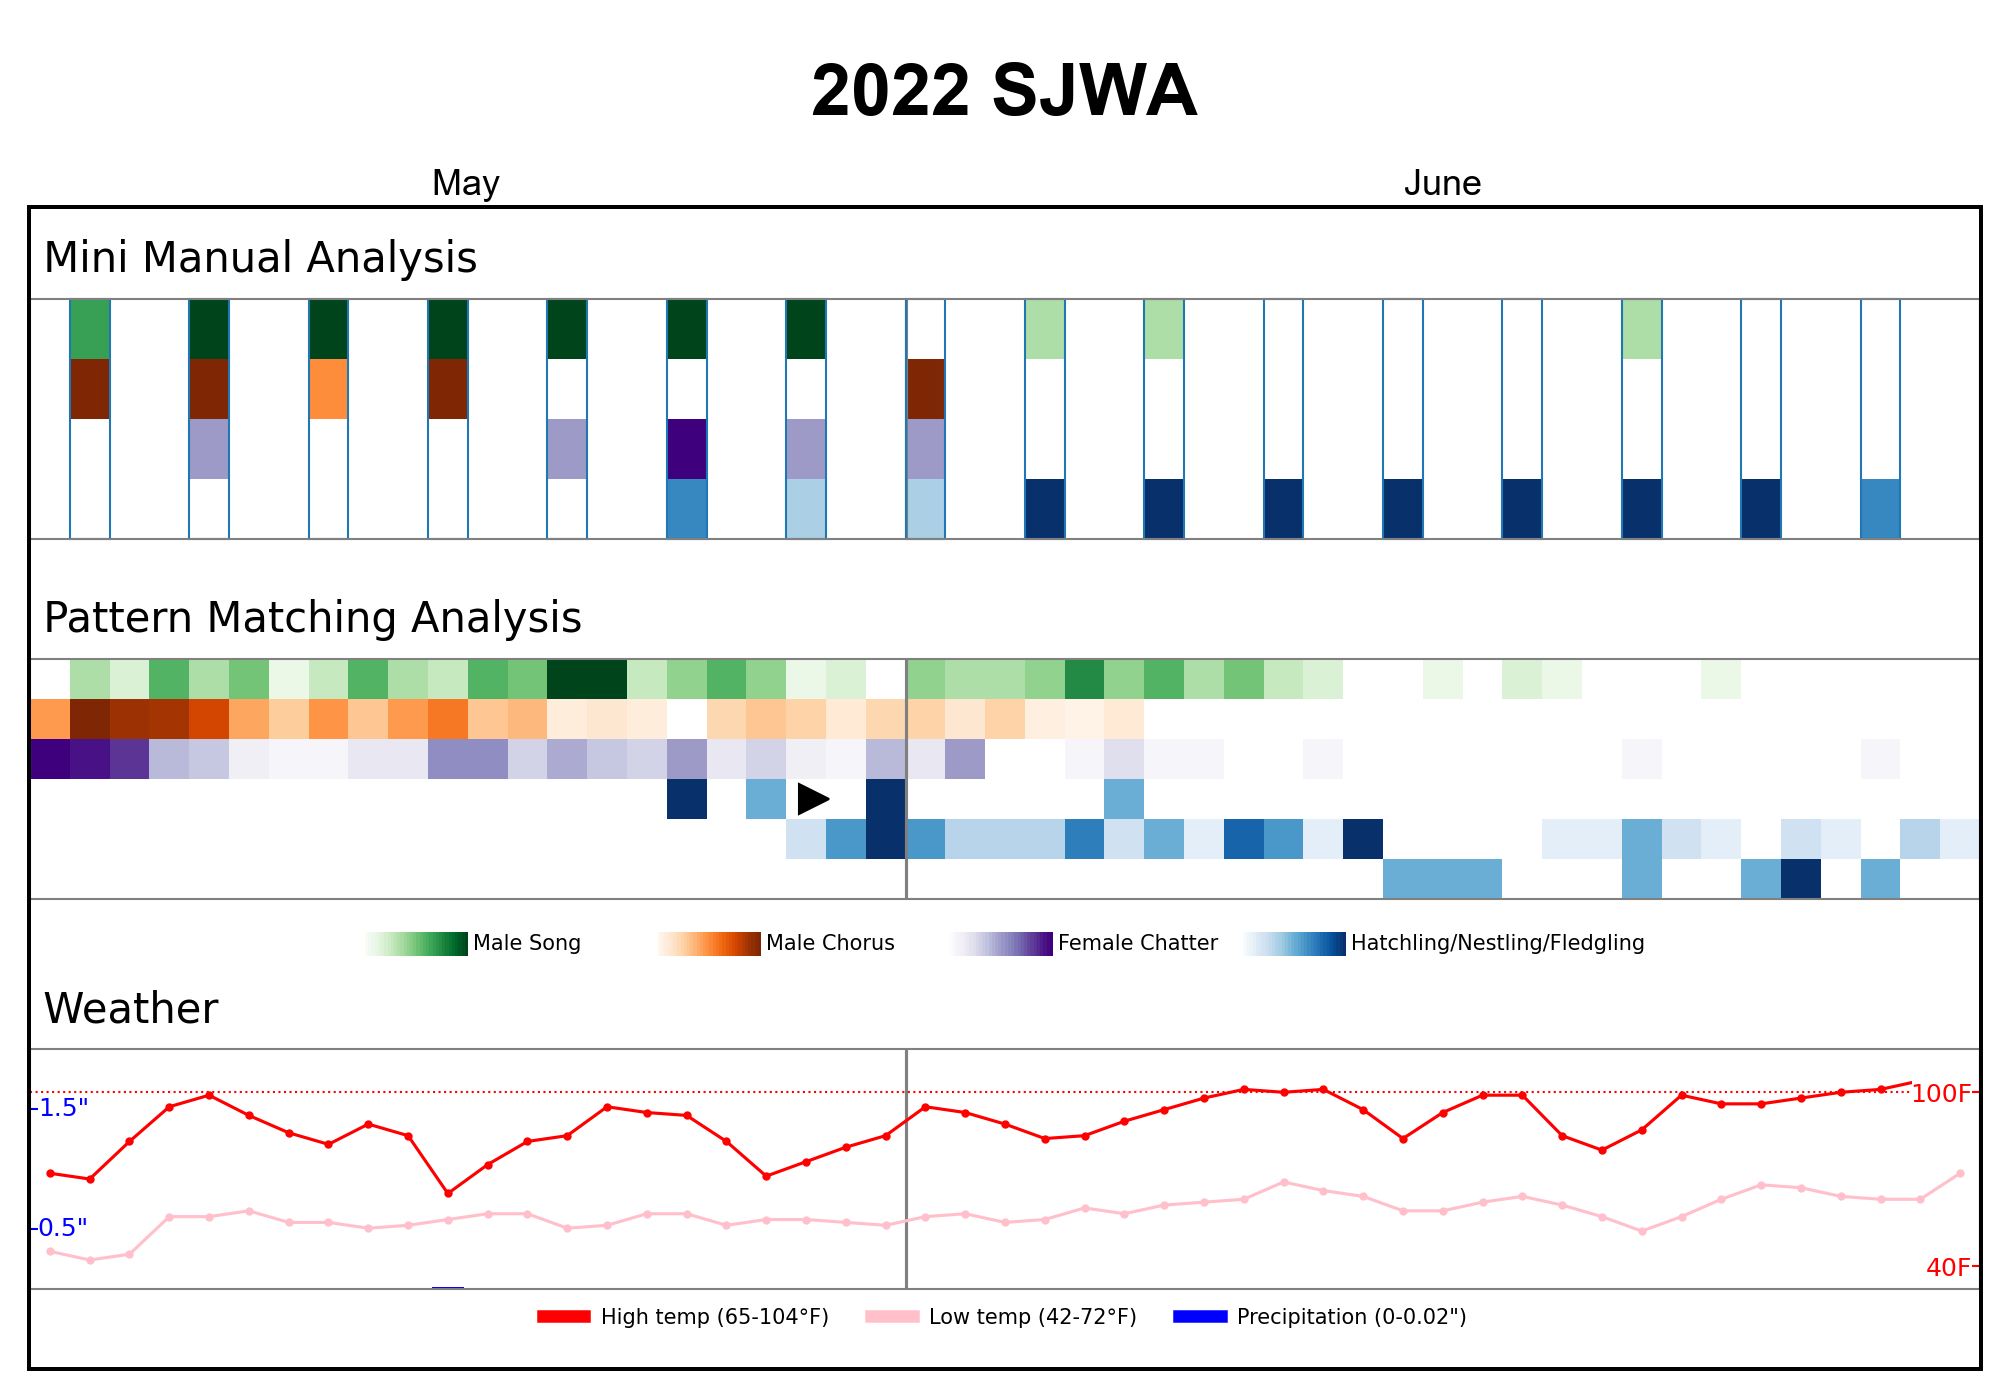 2022 SJWA
May June
Mini Manual Analysis
Pattern Matching Analysis
Male Song Male Chorus Female Chatter Hatchling/Nestling/Fledgling
Weather
1.5" 100F
0.5"
40F
High temp (65-104°F) Low temp (42-72°F) Precipitation (0-0.02")